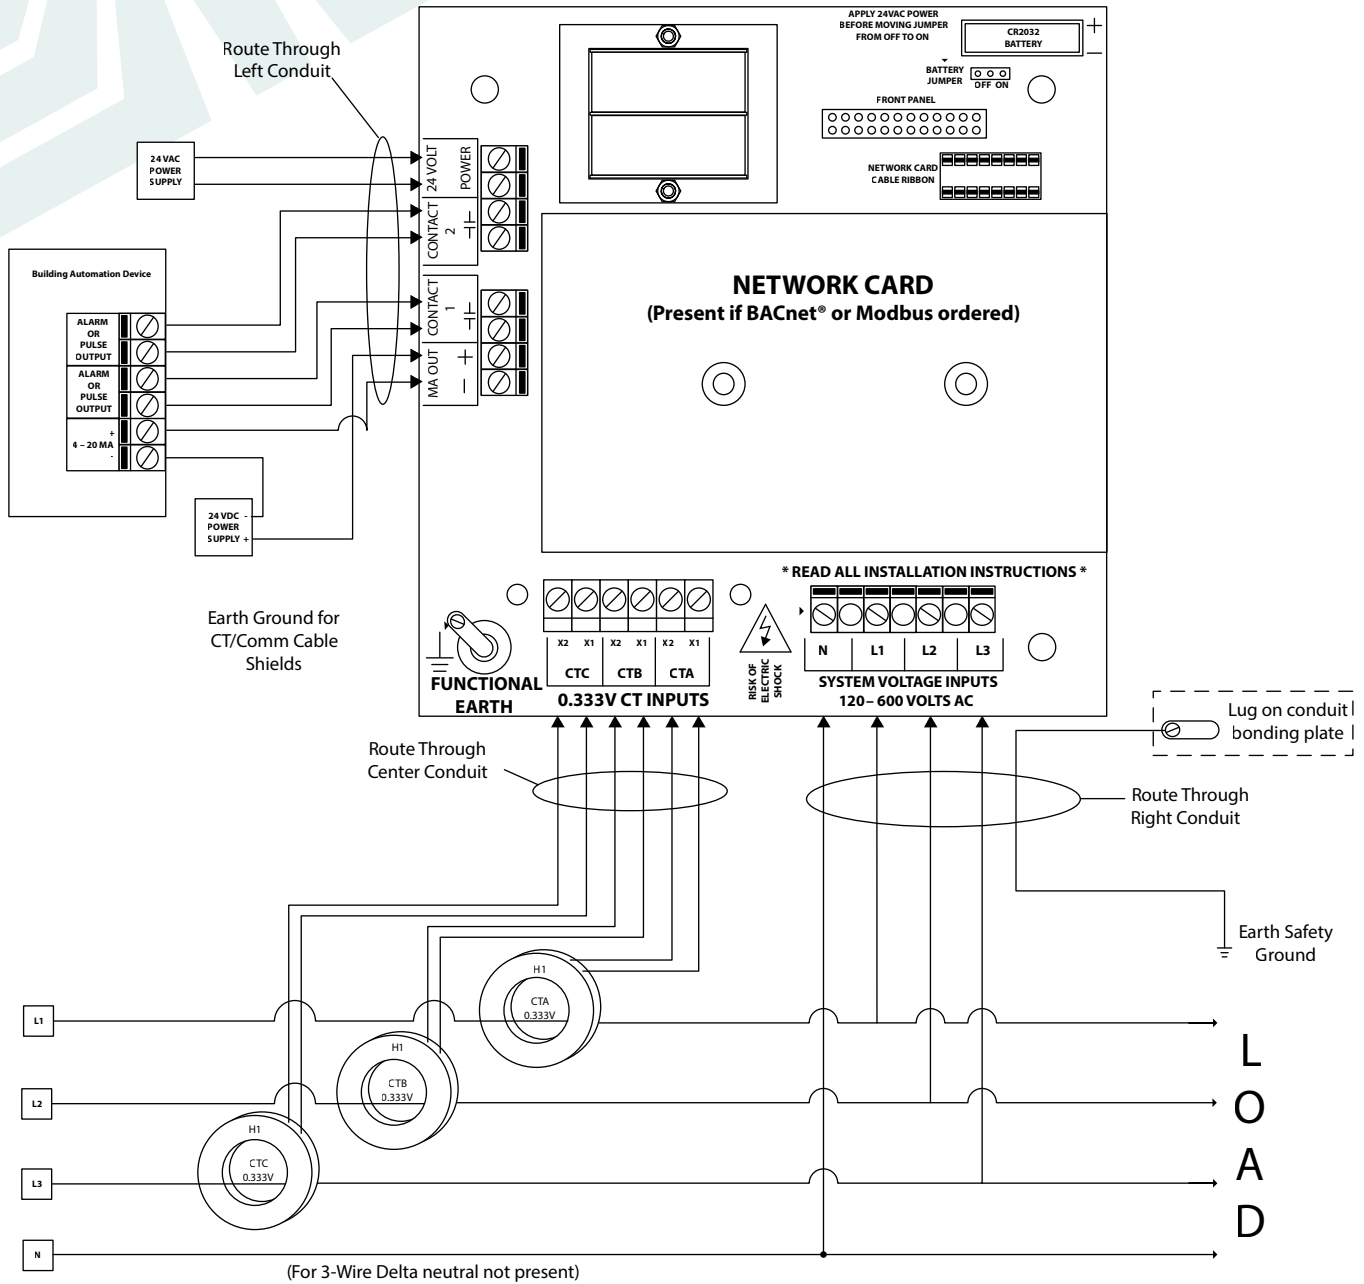 APPLY 24VAC POWER
BEFORE MOVING JUMPER
FROM OFF TO ON
CR2032
BATTERY
+
−
BATTERY
JUMPER
OFF ON
FRONT PANEL
NETWORK CARD
CABLE RIBBON
Route Through
Left Conduit
24 VAC
POWER
SUPPLY
24 VOLT
POWER
CONTACT
2
CONTACT
1
MA OUT
+
−
Building Automation Device
ALARM
OR
PULSE
OUTPUT
ALARM
OR
PULSE
OUTPUT
+
4 – 20 MA
-
24 VDC -
POWER
SUPPLY +
NETWORK CARD
(Present if BACnet® or Modbus ordered)
* READ ALL INSTALLATION INSTRUCTIONS *
Earth Ground for
CT/Comm Cable
Shields
FUNCTIONAL
EARTH
X2 X1 X2 X1 X2 X1
CTC CTB CTA
0.333V CT INPUTS
RISK OF
ELECTRIC
SHOCK
N L1 L2 L3
SYSTEM VOLTAGE INPUTS
120– 600 VOLTS AC
Lug on conduit
bonding plate
Route Through
Center Conduit
Route Through
Right Conduit
Earth Safety
Ground
H1
CTA
0.333V
L1
H1
CTB
0.333V
L2
H1
CTC
0.333V
L3
N
L
O
A
D
(For 3-Wire Delta neutral not present)